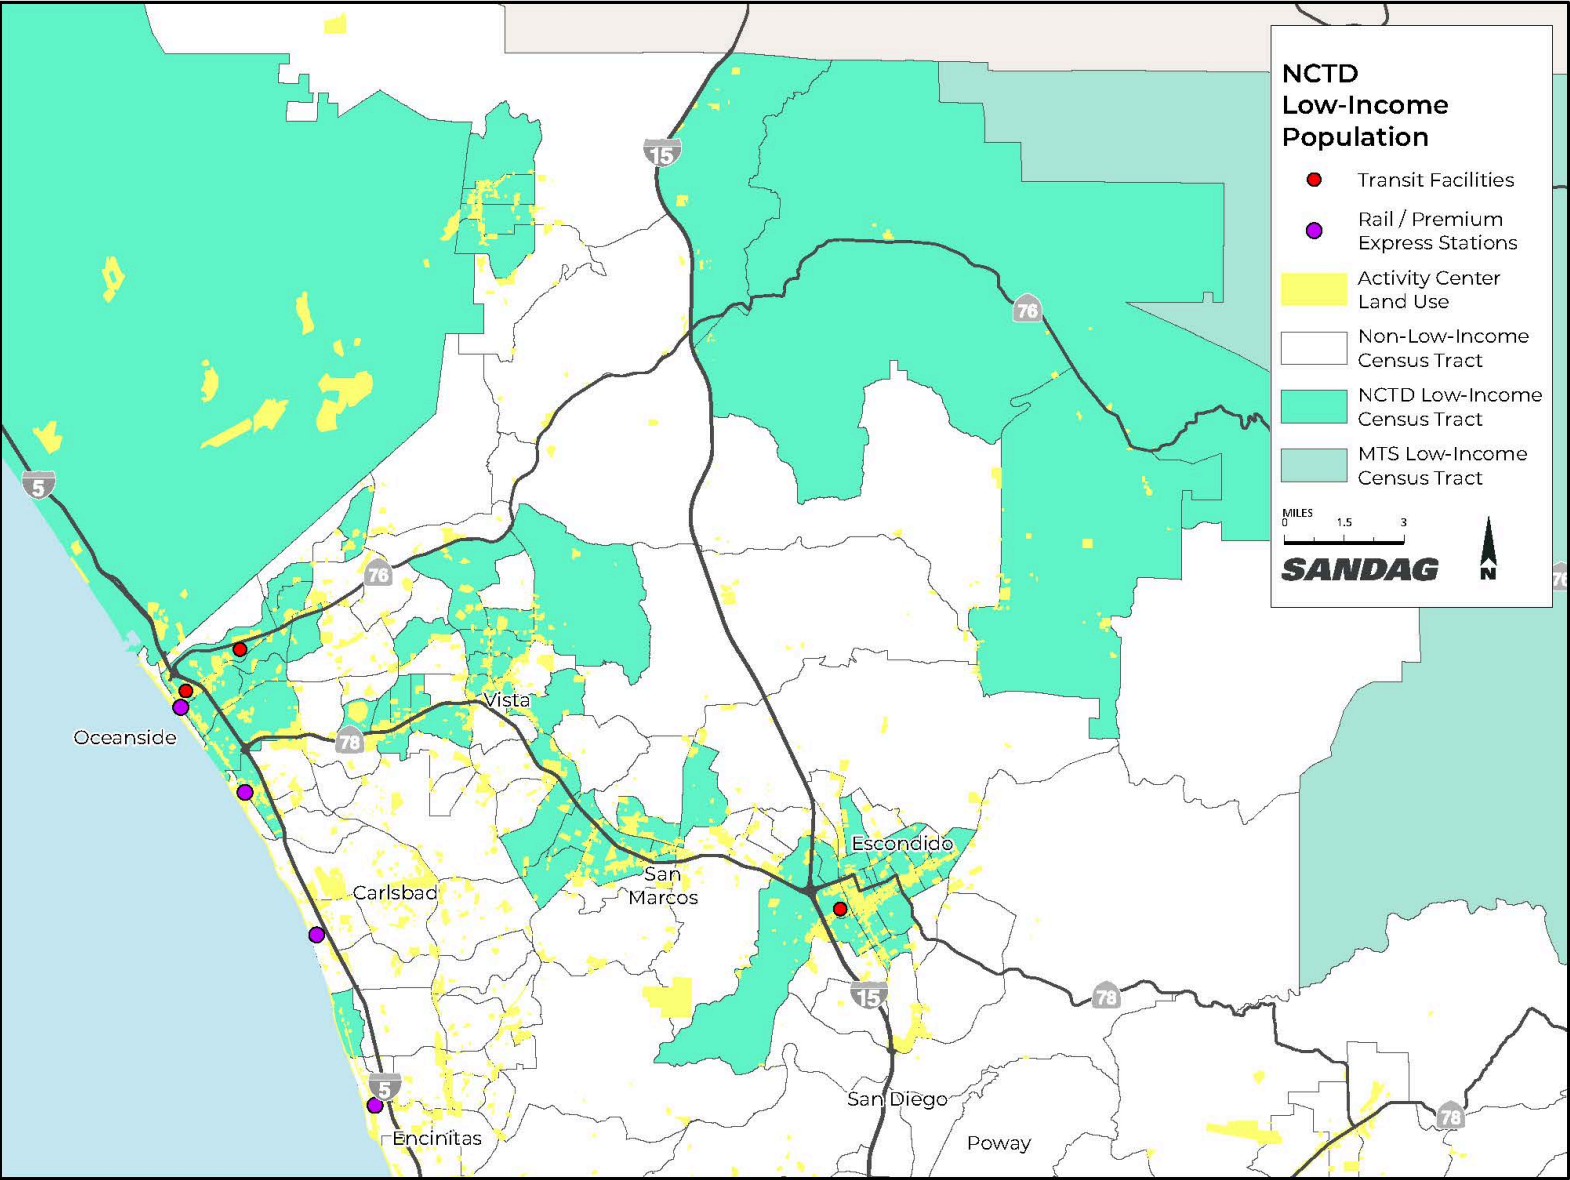 NCTD
Low-Income
Population
Transit Facilities
Rail / Premium
Express Stations
Activity Center
Land Use
Non-Low-Income
Census Tract
NCTD Low-Income
Census Tract
MTS Low-Income
Census Tract
MILES
0 1.5 3
SANDAG
N
15
76
5
76
76
Vista
Oceanside
78
Escondido
San
Marcos
Carlsbad
15
78
5
San Diego
78
Encinitas
Poway